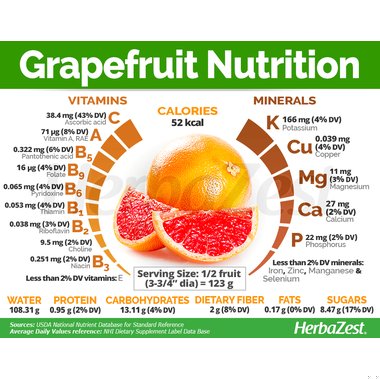 Grapefruit Nutrition
VITAMINS
38.4 mg (43% DV) C
Ascorbic acid
71 µg (8% DV) A
Vitamin A, RAE
0.322 mg (6% DV) B5
Pantothenic acid
16 µg (4% DV) B9
Folate
0.065 mg (4% DV) B6
Pyridoxine
0.053 mg (4% DV) B1
Thiamin
0.038 mg (3% DV) B2
Riboflavin
9.5 mg (2% DV)
Choline
0.251 mg (2% DV) B3
Niacin
Less than 2% DV vitamins: E
CALORIES
52 kcal
HerbaZest
Serving Size: 1/2 fruit
(3-3/4” dia) = 123 g
MINERALS
K 166 mg (4% DV)
Potassium
Cu 0.039 mg
(4% DV)
Copper
Mg 11 mg
(3% DV)
Magnesium
Ca 27 mg
(2% DV)
Calcium
P 22 mg (2% DV)
Phosphorus
Less than 2% DV minerals:
Iron, Zinc, Manganese &
Selenium
WATER PROTEIN CARBOHYDRATES DIETARY FIBER FATS SUGARS
108.31 g 0.95 g (2% DV) 13.11 g (4% DV) 2 g (8% DV) 0.17 g (0% DV) 8.47 g (17% DV)
Sources: USDA National Nutrient Database for Standard Reference
Average Daily Values reference: NHI Dietary Supplement Label Data Base
HerbaZest.